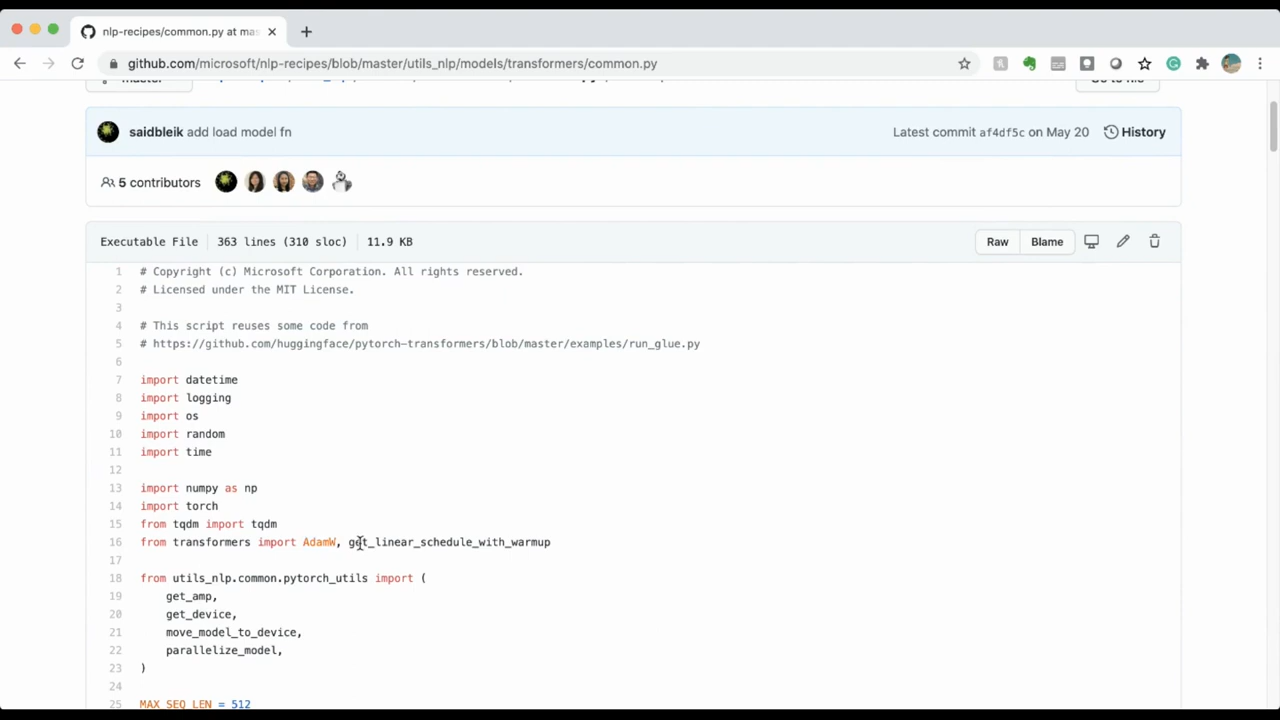 nlp-recipes/common.py at mas
github.com/microsoft/nlp-recipes/blob/master/utils_nlp/models/transformers/common.py
saidbleik add load model fn
Latest commit af4df5c on May 20
History
5 contributors
Executable File 363 lines (310 sloc) 11.9 KB
Raw Blame
1 # Copyright (c) Microsoft Corporation. All rights reserved.
2 # Licensed under the MIT License.
3
4 # This script reuses some code from
5 # https://github.com/huggingface/pytorch-transformers/blob/master/examples/run_glue.py
6
7 import datetime
8 import logging
9 import os
10 import random
11 import time
12
13 import numpy as np
14 import torch
15 from tqdm import tqdm
16 from transformers import AdamW, get_linear_schedule_with_warmup
17
18 from utils_nlp.common.pytorch_utils import (
19 get_amp,
20 get_device,
21 move_model_to_device,
22 parallelize_model,
23 )
24
25 MAX_SEQ_LEN = 512